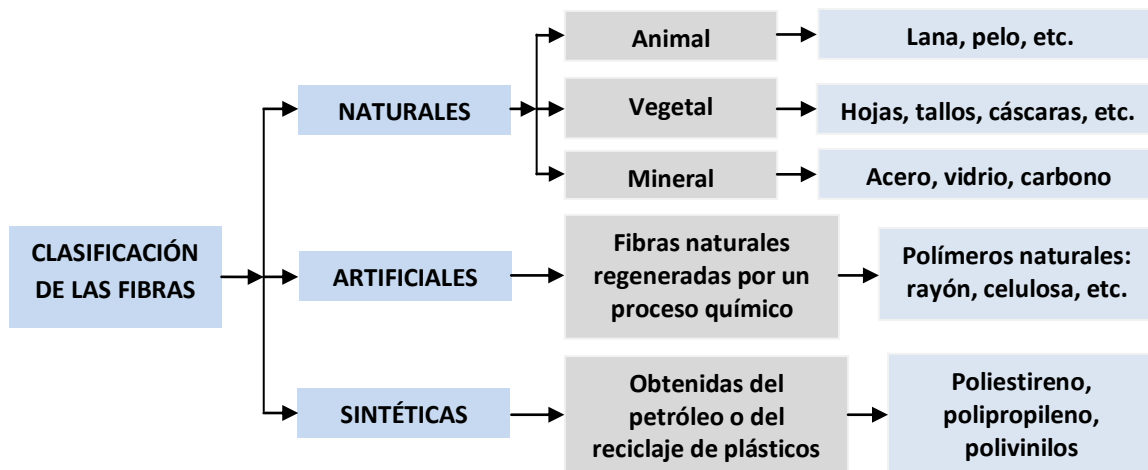 CLASIFICACIÓN
DE LAS FIBRAS
NATURALES
Animal
Lana, pelo, etc.
Vegetal
Hojas, tallos, cáscaras, etc.
Mineral
Acero, vidrio, carbono
ARTIFICIALES
Fibras naturales
regeneradas por un
proceso químico
Polímeros naturales:
rayón, celulosa, etc.
SINTÉTICAS
Obtenidas del
petróleo o del
reciclaje de plásticos
Poliestireno,
polipropileno,
polivinilos